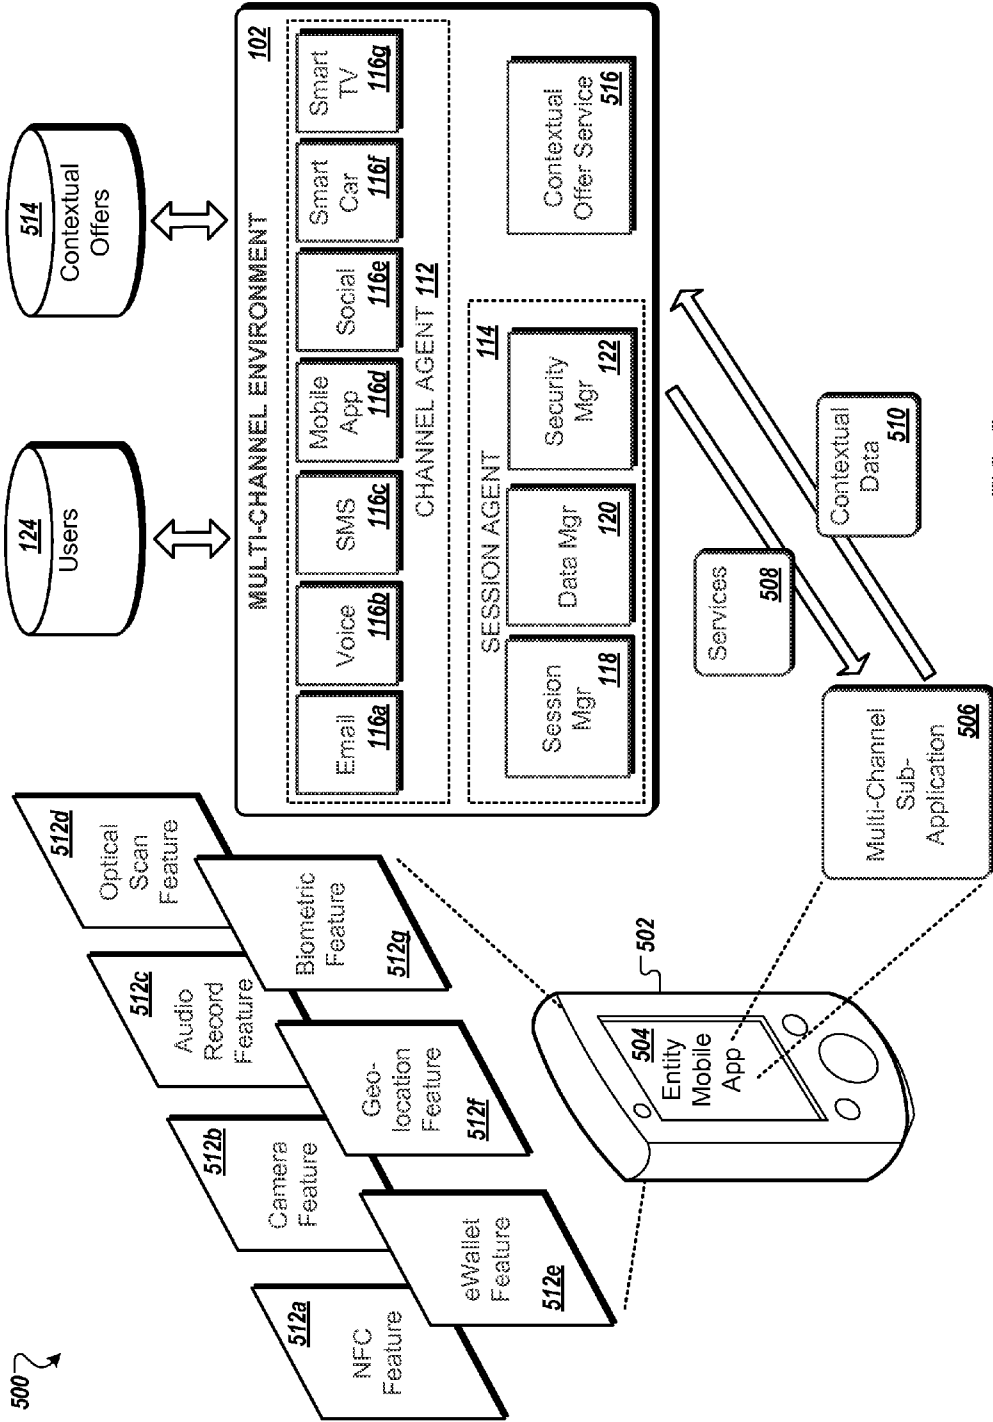 500
512a
NFC
Feature
512b
Camera
Feature
512c
Audio
Record
Feature
512d
Optical
Scan
Feature
512e
eWallet
Feature
512f
Geo-
location
Feature
512g
Biometric
Feature
502
504
Entity
Mobile
App
124
Users
514
Contextual
Offers
MULTI-CHANNEL ENVIRONMENT 102
Email
116a
Voice
116b
SMS
116c
Mobile
App
116d
Social
116e
Smart
Car
116f
Smart
TV
116g
CHANNEL AGENT 112
SESSION AGENT 114
Session
Mgr
118
Data Mgr
120
Security
Mgr
122
Contextual
Offer Service
516
Services
508
Contextual
Data
510
Multi-Channel
Sub-
Application
506